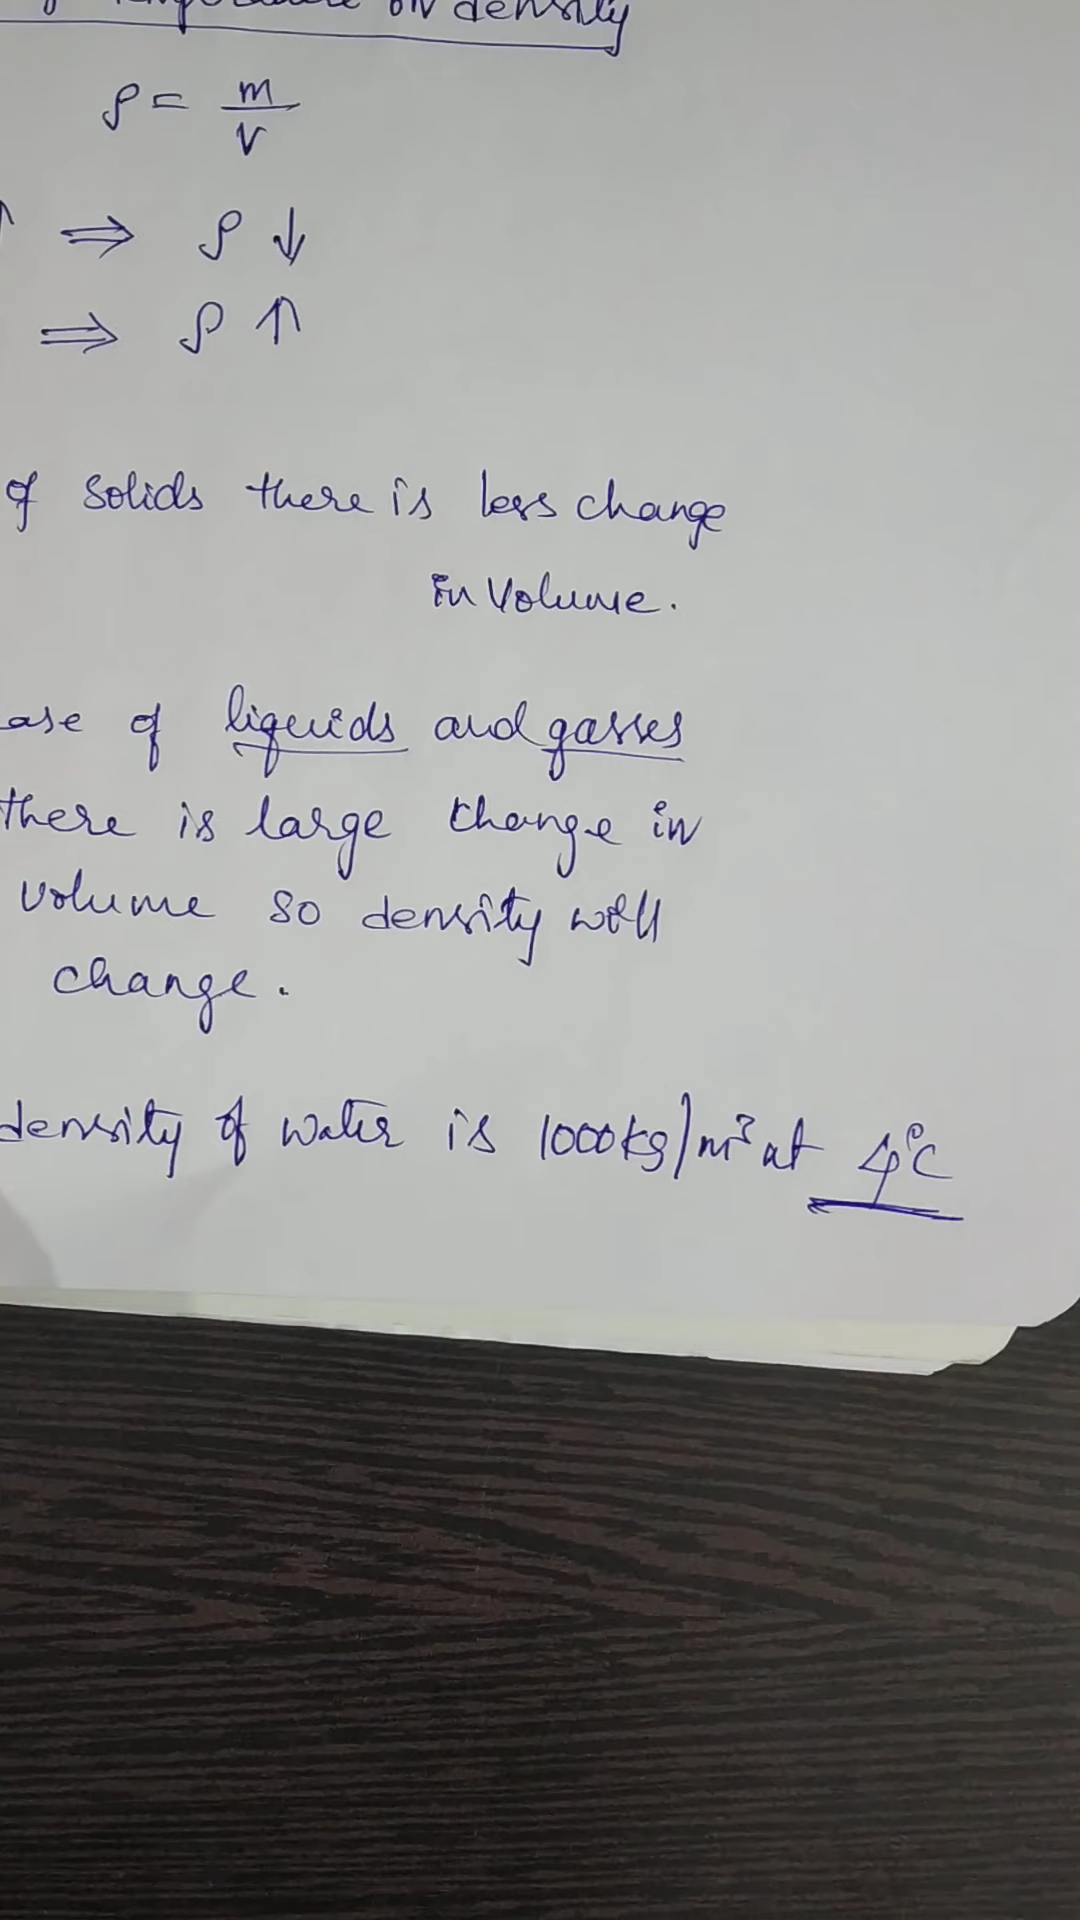 on density
ρ = m
v
⇒ ρ ↓
⇒ ρ ↑
of solids there is less change
in volume.
ase of liquids and gasses
there is large change in
volume so density will
change.
density of water is 1000kg/m³ at 4°C